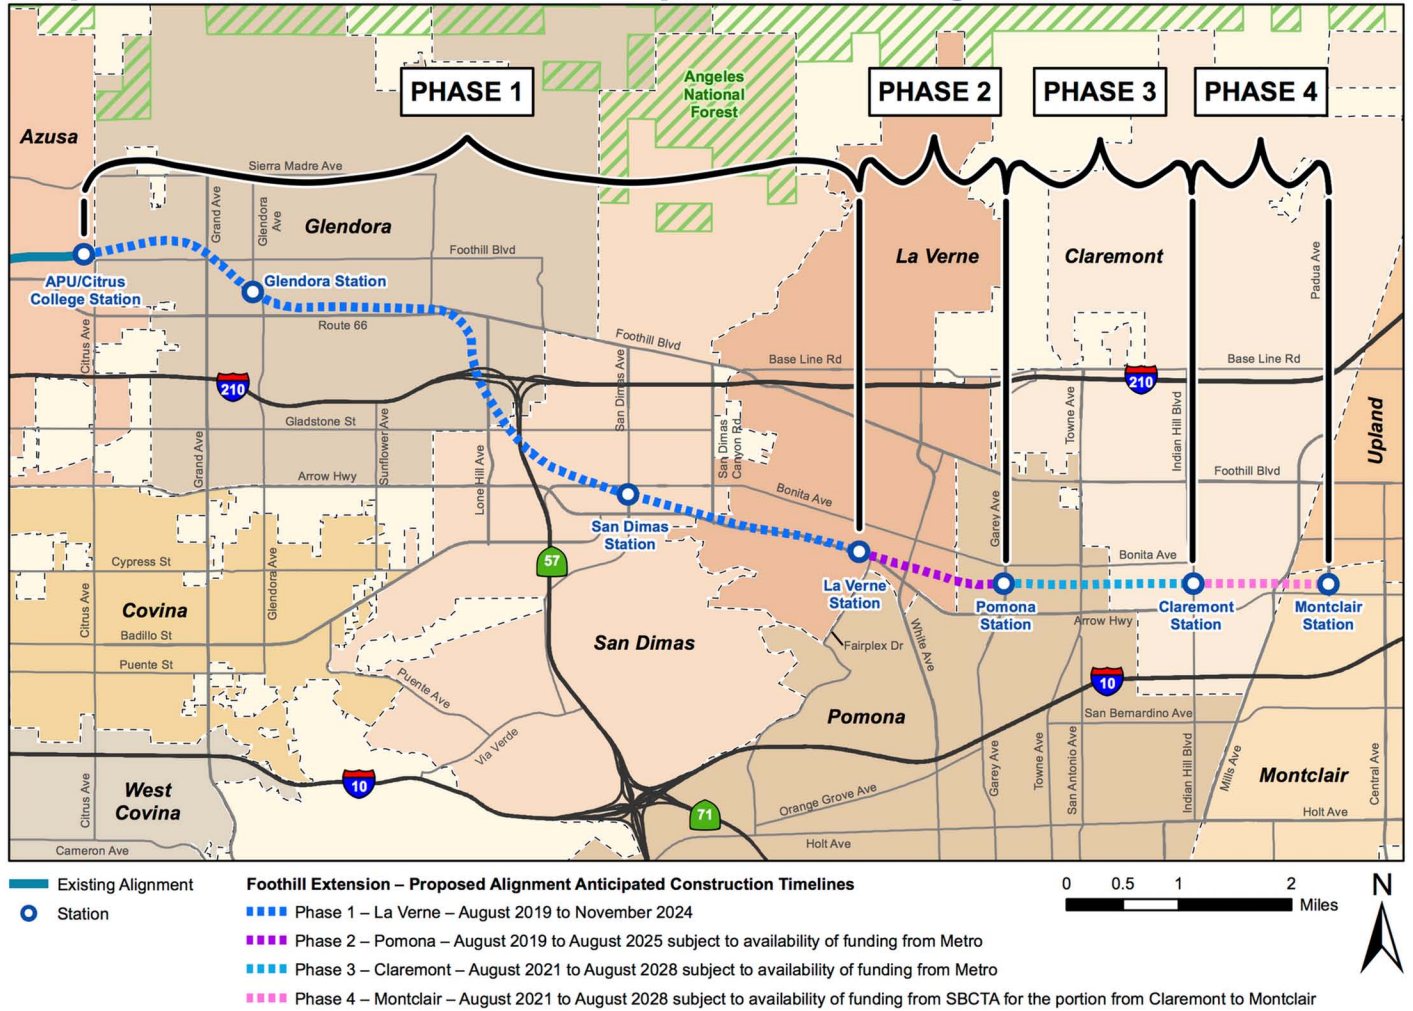 PHASE 1
PHASE 2
PHASE 3
PHASE 4
Angeles
National
Forest
Azusa
Sierra Madre Ave
Grand Ave
Glendora
Ave
Glendora
Foothill Blvd
La Verne
Claremont
Padua Ave
APU/Citrus
College Station
Glendora Station
Route 66
Citrus Ave
Foothill Blvd
Base Line Rd
Base Line Rd
210
210
San Dimas Ave
Gladstone St
Sunflower Ave
San Dimas
Canyon Rd
Towne Ave
Indian Hill Blvd
Upland
Grand Ave
Lone Hill Ave
Arrow Hwy
Foothill Blvd
Bonita Ave
Garey Ave
San Dimas
Station
Bonita Ave
57
Cypress St
Glendora Ave
La Verne
Station
Pomona
Station
Claremont
Station
Montclair
Station
Citrus Ave
Covina
Badillo St
Arrow Hwy
San Dimas
Fairplex Dr
White Ave
Puente St
Puente Ave
10
Pomona
San Bernardino Ave
Via Verde
Garey Ave
Towne Ave
San Antonio Ave
Indian Hill Blvd
Mills Ave
Montclair
Central Ave
West
Covina
Citrus Ave
10
71
Orange Grove Ave
Holt Ave
Holt Ave
Cameron Ave
Existing Alignment
Station
Foothill Extension – Proposed Alignment Anticipated Construction Timelines
Phase 1 – La Verne – August 2019 to November 2024
Phase 2 – Pomona – August 2019 to August 2025 subject to availability of funding from Metro
Phase 3 – Claremont – August 2021 to August 2028 subject to availability of funding from Metro
Phase 4 – Montclair – August 2021 to August 2028 subject to availability of funding from SBCTA for the portion from Claremont to Montclair
0 0.5 1 2
Miles
N